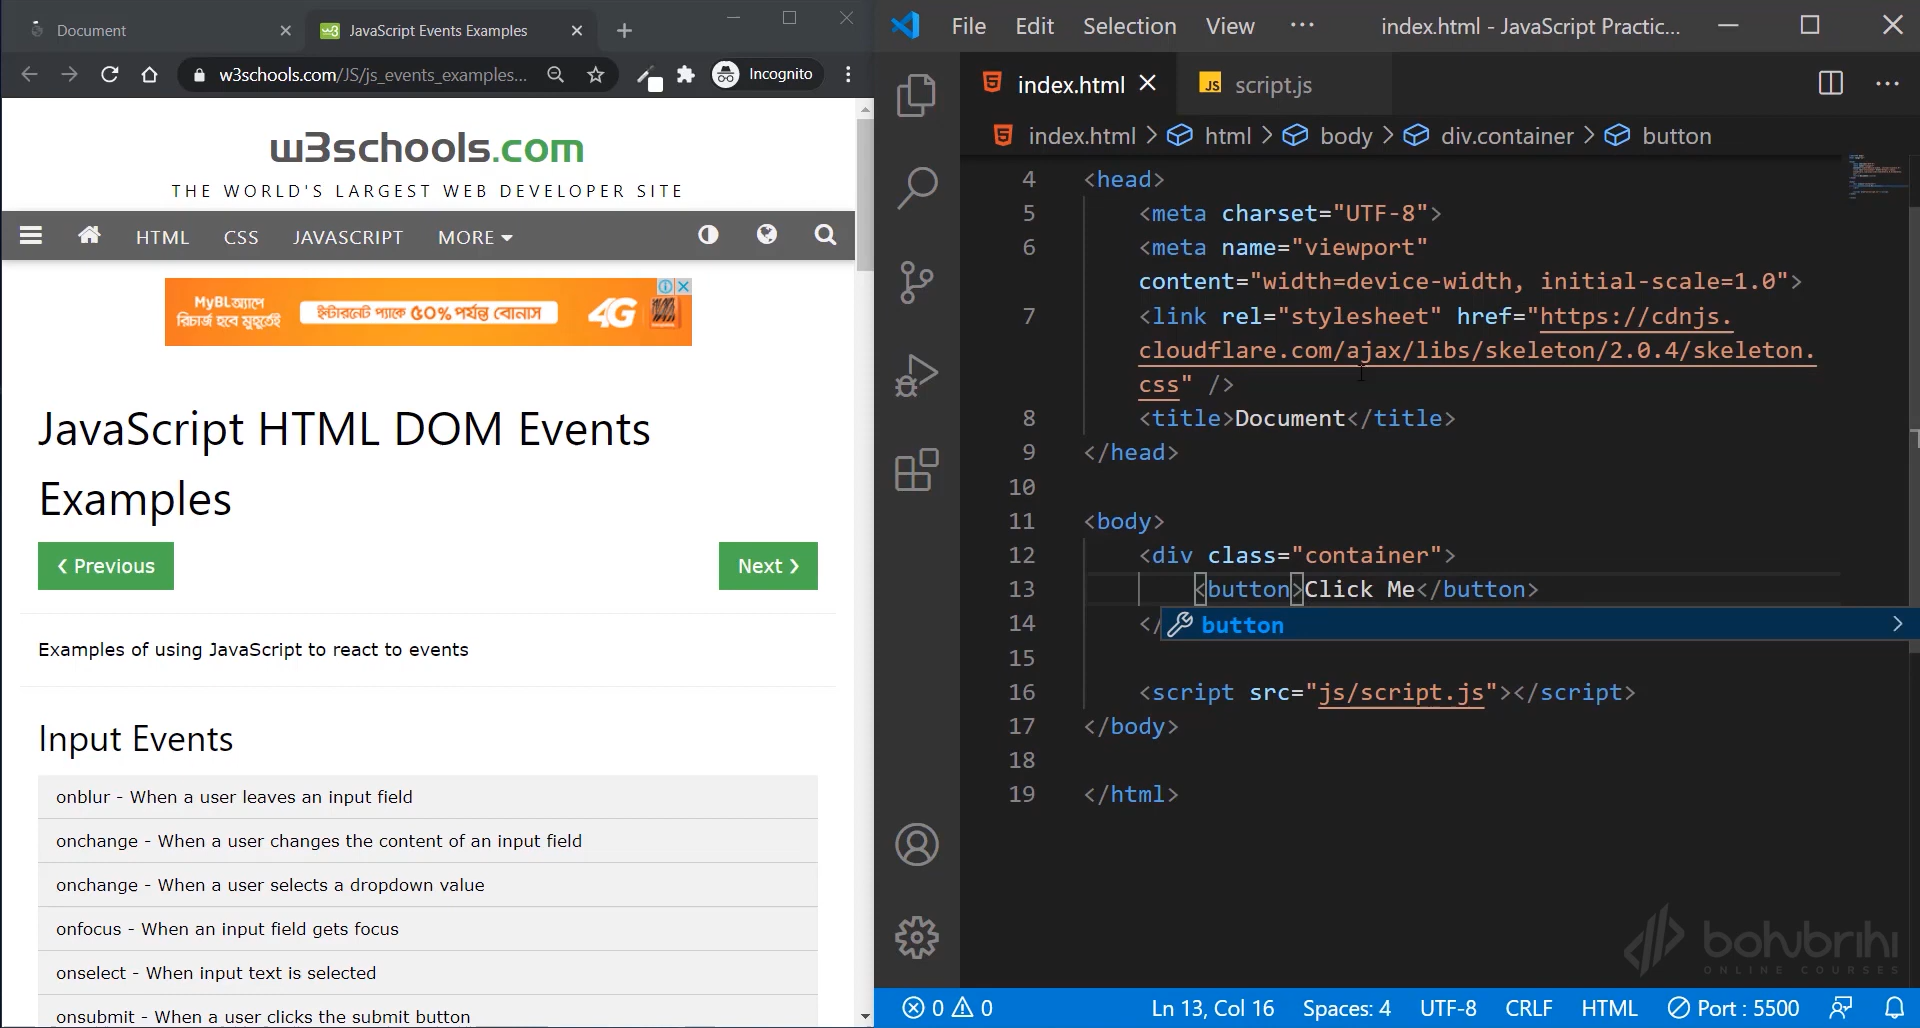 Document
JavaScript Events Examples
w3schools.com/JS/js_events_examples...
Incognito
w3schools.com
THE WORLD'S LARGEST WEB DEVELOPER SITE
HTML CSS JAVASCRIPT MORE
MyBL অ্যাপে
রিচার্জ হবে মুহূর্তেই
ইন্টারনেট প্যাকে ৫০% পর্যন্ত বোনাস
4G
JavaScript HTML DOM Events
Examples
❮ Previous
Next ❯
Examples of using JavaScript to react to events
Input Events
onblur - When a user leaves an input field
onchange - When a user changes the content of an input field
onchange - When a user selects a dropdown value
onfocus - When an input field gets focus
onselect - When input text is selected
onsubmit - When a user clicks the submit button
File Edit Selection View ··· index.html - JavaScript Practic...
index.html
JS script.js
index.html > html > body > div.container > button
4 <head>
5 <meta charset="UTF-8">
6 <meta name="viewport"
content="width=device-width, initial-scale=1.0">
7 <link rel="stylesheet" href="https://cdnjs.
cloudflare.com/ajax/libs/skeleton/2.0.4/skeleton.
css" />
8 <title>Document</title>
9 </head>
10
11 <body>
12 <div class="container">
13 <button>Click Me</button>
14 </
button
15
16 <script src="js/script.js"></script>
17 </body>
18
19 </html>
bohubrihi
ONLINE COURSES
0 0 Ln 13, Col 16 Spaces: 4 UTF-8 CRLF HTML Port : 5500